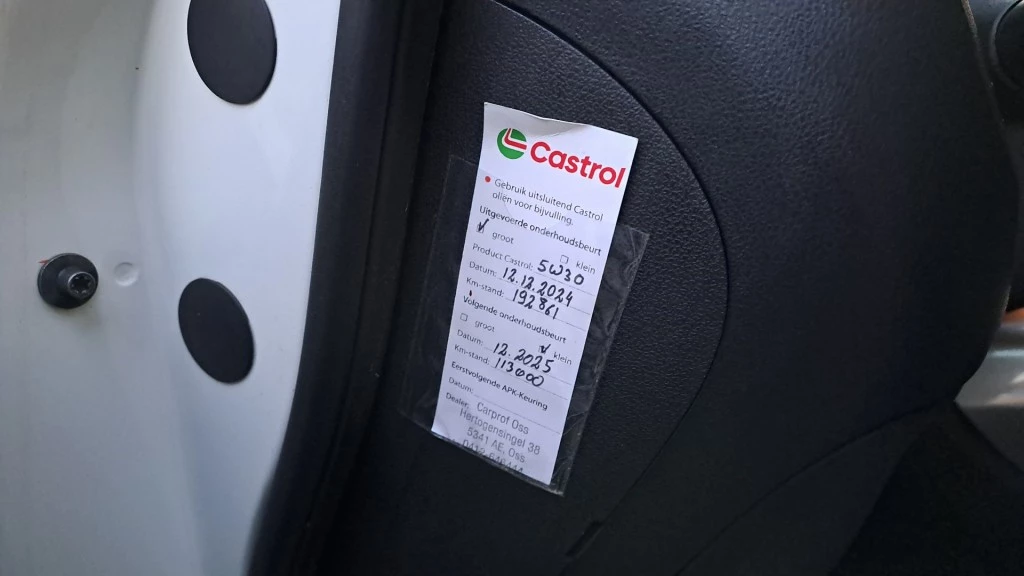 Castrol
• Gebruik uitsluitend Castrol
oliën voor bijvulling.
Uitgevoerde onderhoudsbeurt
✓ groot ☐ klein
Product Castrol: 5W30
Datum: 12.12.2024
Km-stand: 192861
Volgende onderhoudsbeurt
☐ groot ✓ klein
Datum: 12.2025
Km-stand: 113600
Eerstvolgende APK-Keuring
Datum:
Dealer: Carprof Oss
Hertogensingel 38
5341 AE, Oss